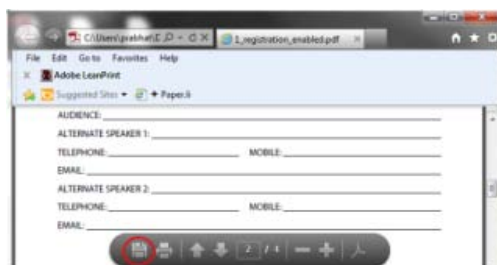 C:\Users\prabhat\D
1_registration_enabled.pdf
File Edit Go to Favorites Help
X Adobe LeanPrint
Suggested Sites Paper.li
AUDIENCE:
ALTERNATE SPEAKER 1:
TELEPHONE: MOBILE:
EMAIL:
ALTERNATE SPEAKER 2:
TELEPHONE: MOBILE:
EMAIL:
2 / 4